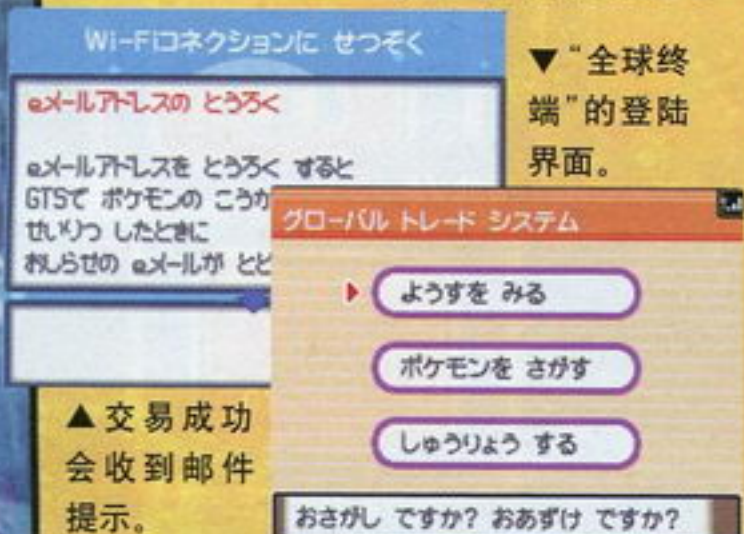 Wi-Fiコネクションに せつぞく
eメールアドレスの とうろく
eメールアドレスを とうろく すると
GTSで ポケモンの こうか
せいりつ したときに
おしらせの eメールが とど
▼“全球终
端”的登陆
界面。
グローバル トレード システム
ようすを みる
ポケモンを さがす
しゅうりょう する
おさがし ですか? おあずけ ですか?
▲交易成功
会收到邮件
提示。